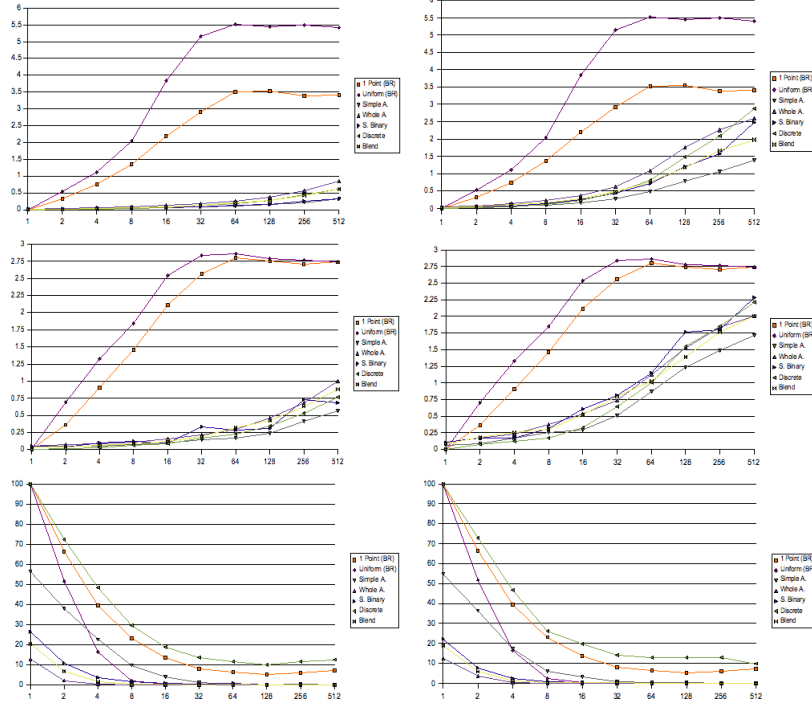 6
5.5
5
4.5
4
3.5
3
2.5
2
1.5
1
0.5
0
1 2 4 8 16 32 64 128 256 512
1 Point (BR)
Uniform (BR)
Simple A.
Whole A.
S. Binary
Discrete
Blend
5.5
5
4.5
4
3.5
3
2.5
2
1.5
1
0.5
0
1 2 4 8 16 32 64 128 256 512
1 Point (BR)
Uniform (BR)
Simple A.
Whole A.
S. Binary
Discrete
Blend
3
2.75
2.5
2.25
2
1.75
1.5
1.25
1
0.75
0.5
0.25
0
1 2 4 8 16 32 64 128 256 512
1 Point (BR)
Uniform (BR)
Simple A.
Whole A.
S. Binary
Discrete
Blend
3
2.75
2.5
2.25
2
1.75
1.5
1.25
1
0.75
0.5
0.25
0
1 2 4 8 16 32 64 128 256 512
1 Point (BR)
Uniform (BR)
Simple A.
Whole A.
S. Binary
Discrete
Blend
100
90
80
70
60
50
40
30
20
10
0
1 2 4 8 16 32 64 128 256 512
1 Point (BR)
Uniform (BR)
Simple A.
Whole A.
S. Binary
Discrete
Blend
100
90
80
70
60
50
40
30
20
10
0
1 2 4 8 16 32 64 128 256 512
1 Point (BR)
Uniform (BR)
Simple A.
Whole A.
S. Binary
Discrete
Blend